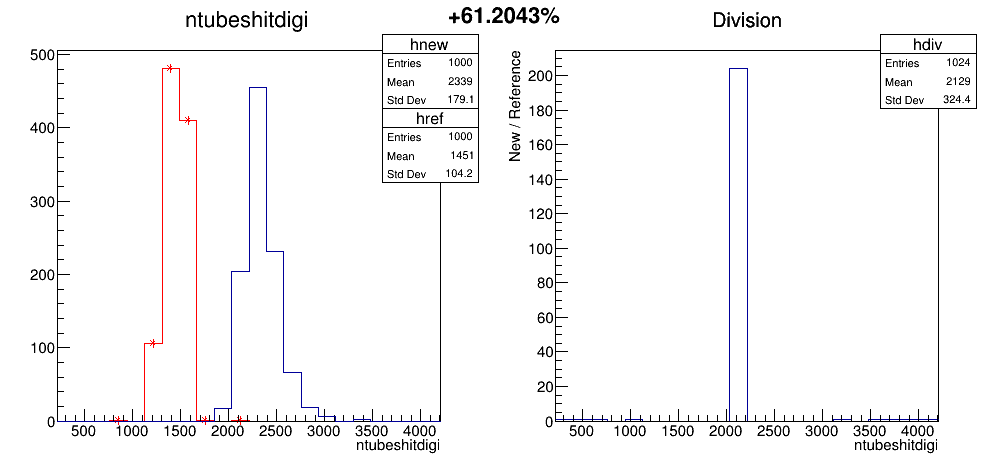 +61.2043%
ntubeshitdigi
hnew
Entries 1000
Mean 2339
Std Dev 179.1
href
Entries 1000
Mean 1451
Std Dev 104.2
500
400
300
200
100
0
500 1000 1500 2000 2500 3000 3500 4000
ntubeshitdigi
Division
hdiv
Entries 1024
Mean 2129
Std Dev 324.4
New / Reference
200
180
160
140
120
100
80
60
40
20
0
500 1000 1500 2000 2500 3000 3500 4000
ntubeshitdigi